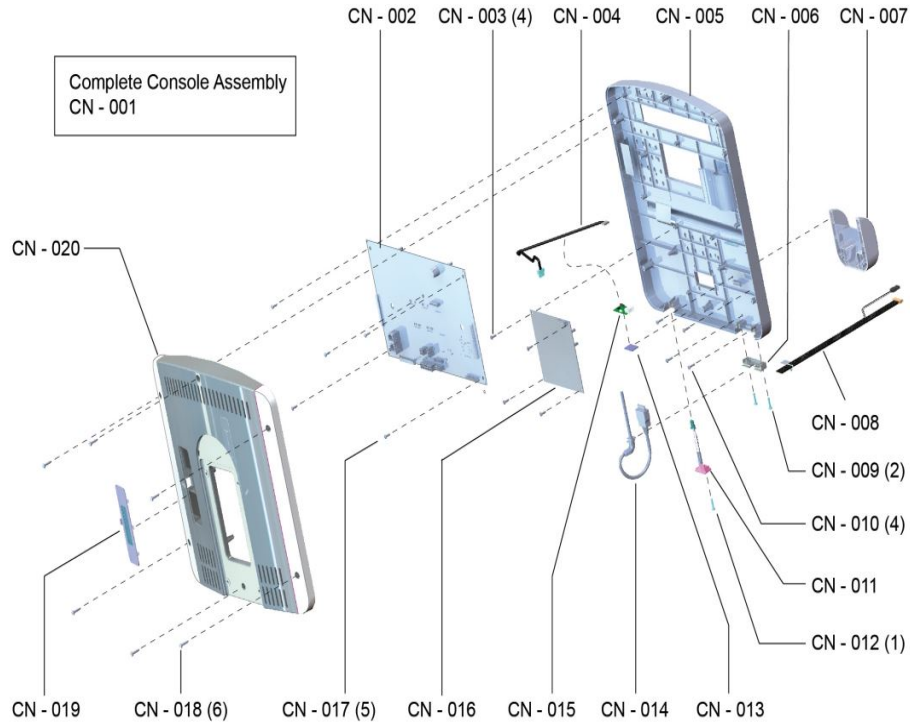 CN - 002
CN - 003 (4)
CN - 004
CN - 005
CN - 006
CN - 007
Complete Console Assembly
CN - 001
CN - 020
CN - 008
CN - 009 (2)
CN - 010 (4)
CN - 011
CN - 012 (1)
CN - 019
CN - 018 (6)
CN - 017 (5)
CN - 016
CN - 015
CN - 014
CN - 013